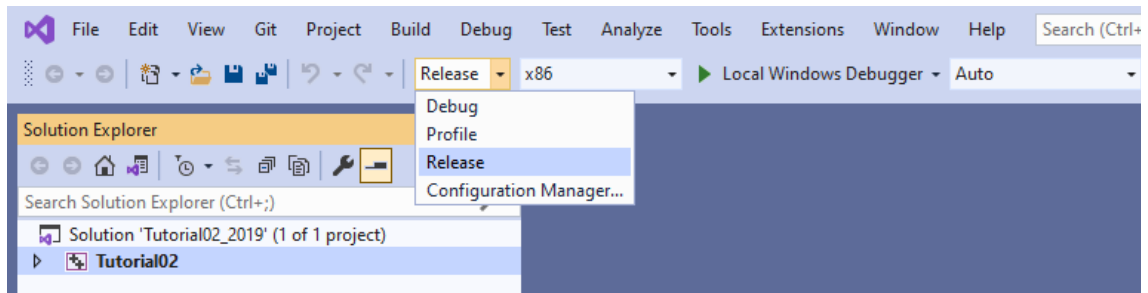 File Edit View Git Project Build Debug Test Analyze Tools Extensions Window Help Search (Ctrl+
Release x86 Local Windows Debugger Auto
Debug
Profile
Release
Configuration Manager...
Solution Explorer
Search Solution Explorer (Ctrl+;)
Solution 'Tutorial02_2019' (1 of 1 project)
Tutorial02